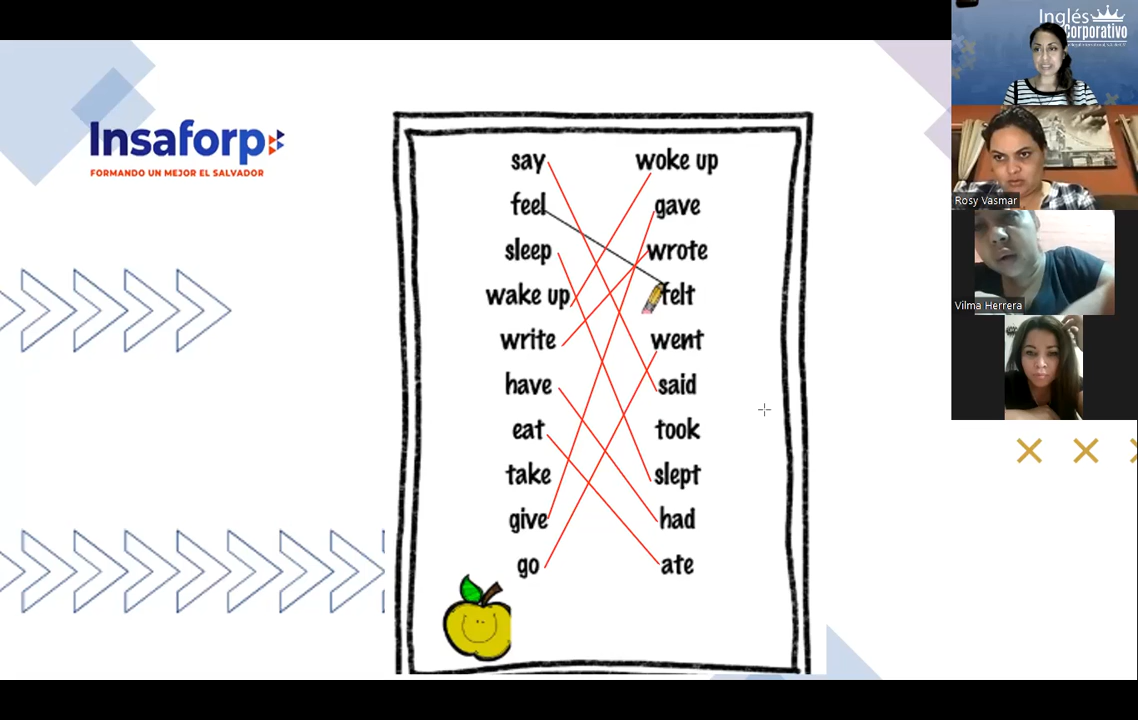 Insaforp
FORMANDO UN MEJOR EL SALVADOR
say woke up
feel gave
sleep wrote
wake up felt
write went
have said
eat took
take slept
give had
go ate
Inglés
Corporativo
Rosy Vasmar
Vilma Herrera